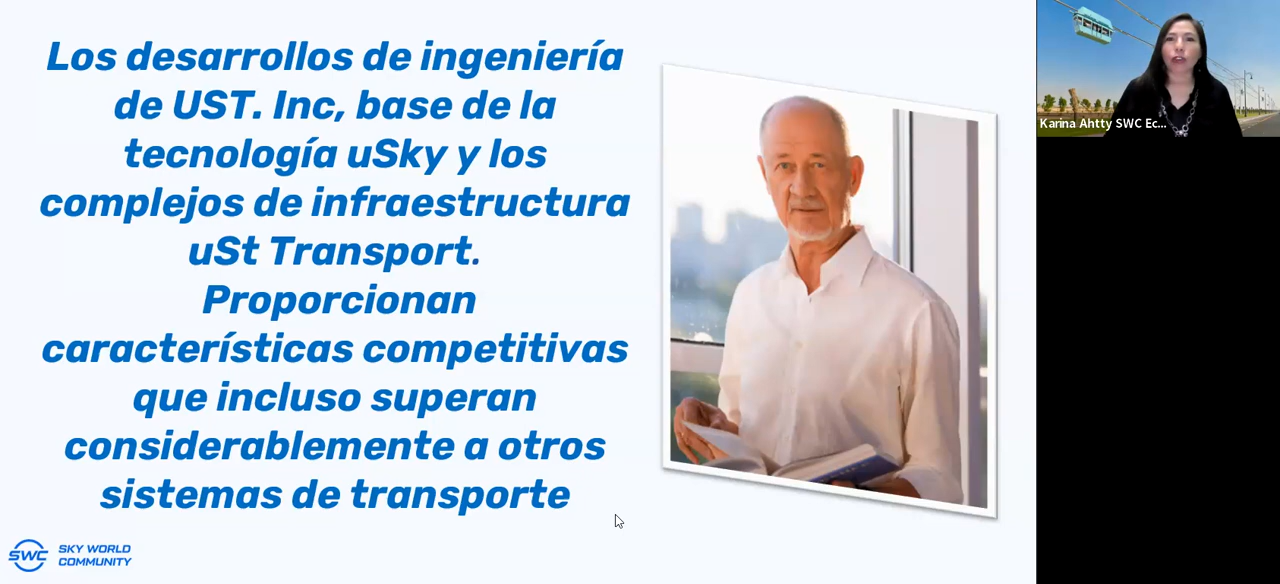 Los desarrollos de ingeniería
de UST. Inc, base de la
tecnología uSky y los
complejos de infraestructura
uSt Transport.
Proporcionan
características competitivas
que incluso superan
considerablemente a otros
sistemas de transporte
SWC SKY WORLD
COMMUNITY
Karina Ahtty SWC Ec...